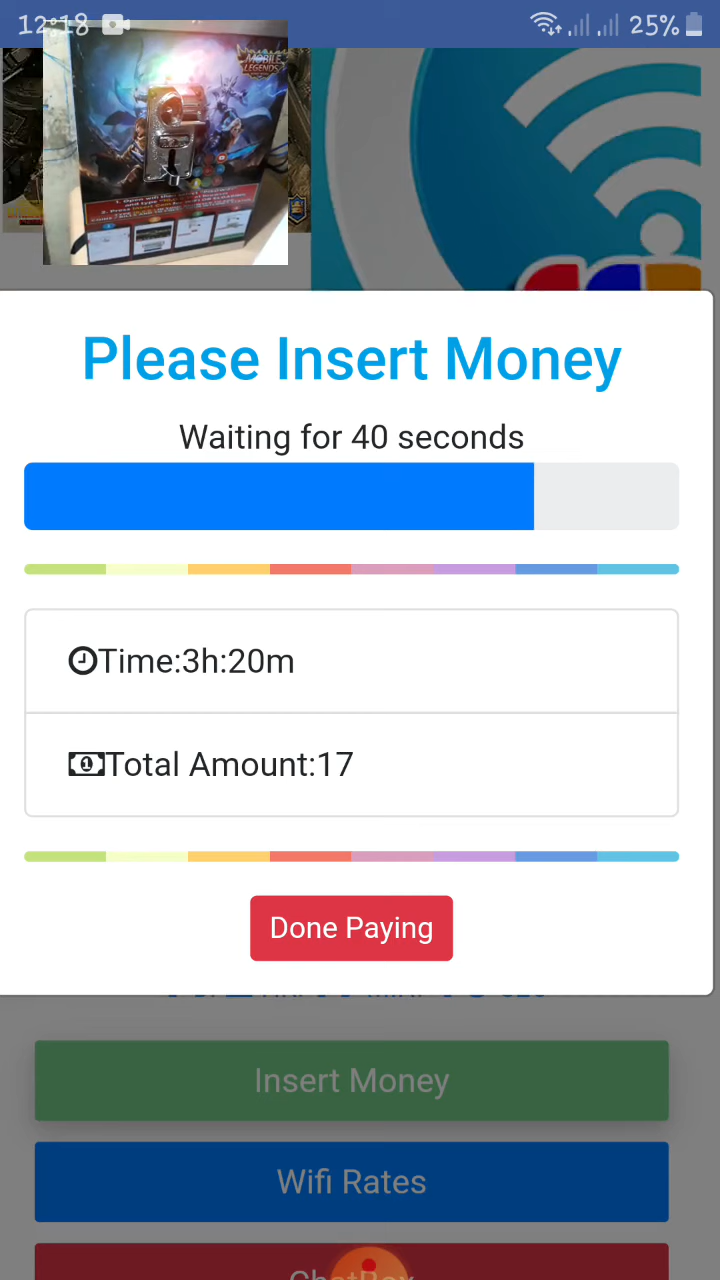 12:18
25%
MOBILE
LEGENDS
Please Insert Money
Waiting for 40 seconds
Time:3h:20m
Total Amount:17
Done Paying
Insert Money
Wifi Rates
ChatBox